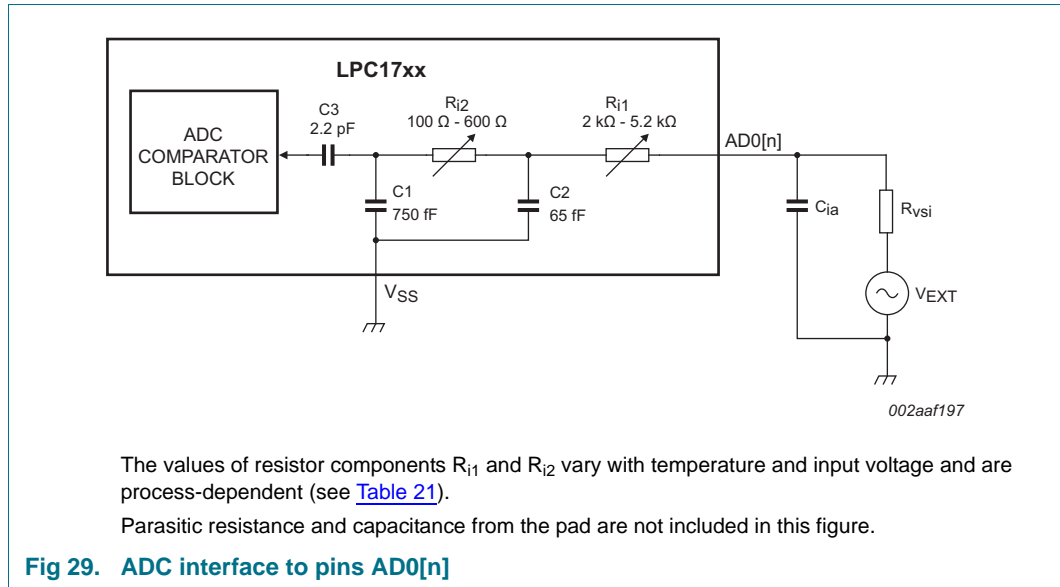 LPC17xx
ADC
COMPARATOR
BLOCK
C3
2.2 pF
Ri2
100 Ω - 600 Ω
Ri1
2 kΩ - 5.2 kΩ
AD0[n]
C1
750 fF
C2
65 fF
Cia
Rvsi
VSS
VEXT
002aaf197
The values of resistor components Ri1 and Ri2 vary with temperature and input voltage and are
process-dependent (see Table 21).
Parasitic resistance and capacitance from the pad are not included in this figure.
Fig 29. ADC interface to pins AD0[n]